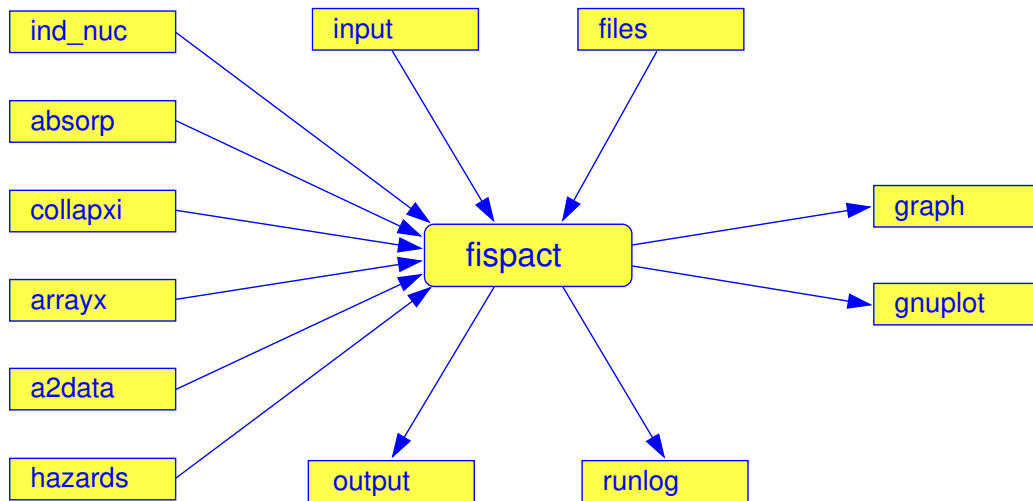 ind_nuc
input
files
absorp
collapxi
graph
fispact
arrayx
gnuplot
a2data
hazards
output
runlog